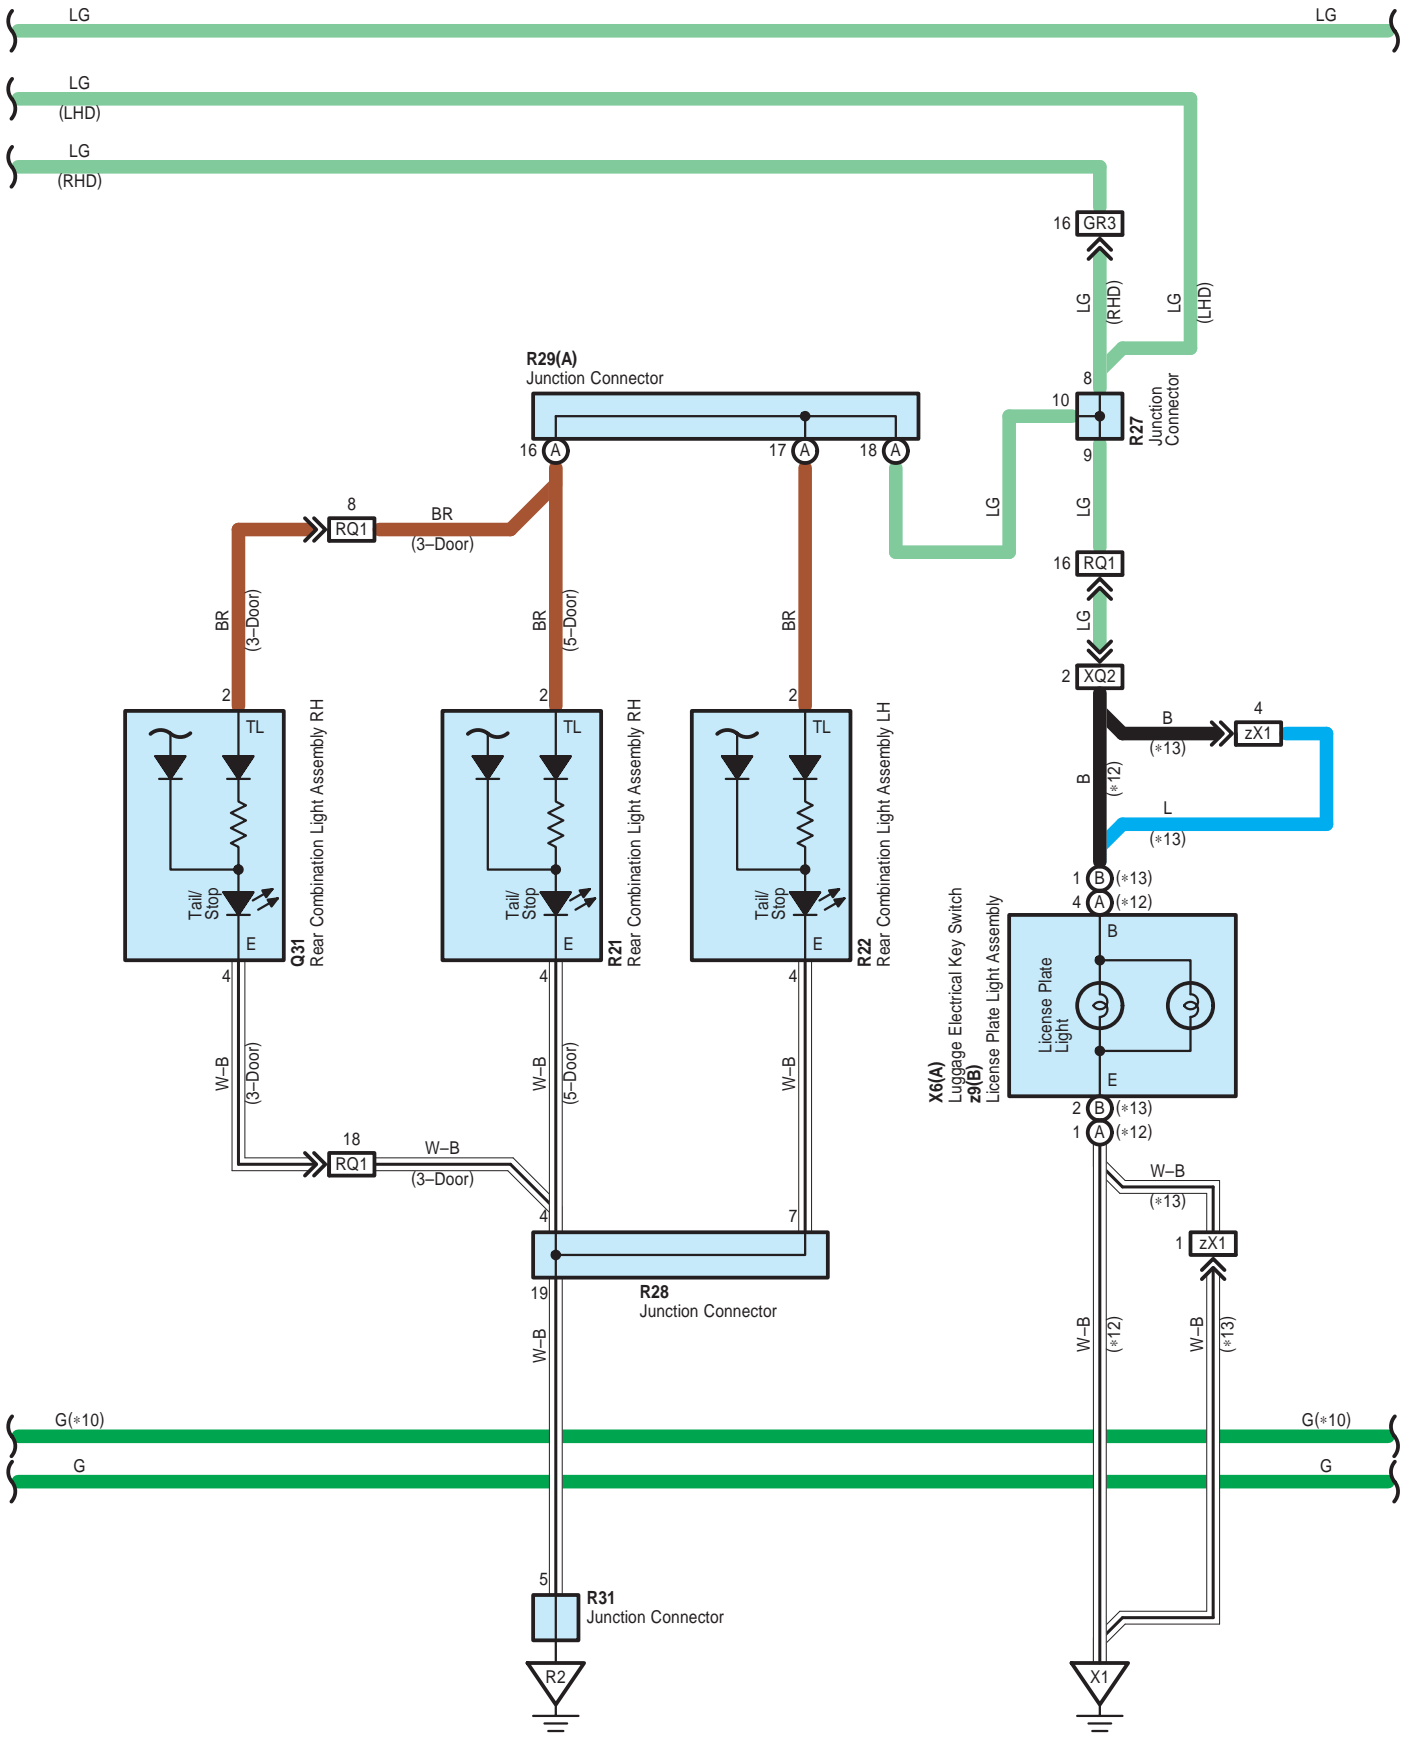 LG
LG
LG
(LHD)
LG
(RHD)
16
GR3
LG
(RHD)
LG
(LHD)
R29(A)
Junction Connector
8
10
R27
Junction
Connector
9
16
A
17
A
18
A
8
RQ1
BR
(3–Door)
LG
LG
16
RQ1
BR
(3–Door)
BR
(5–Door)
BR
LG
2
XQ2
2
TL
Tail/
Stop
E
4
Q31
Rear Combination Light Assembly RH
2
TL
Tail/
Stop
E
4
R21
Rear Combination Light Assembly RH
2
TL
Tail/
Stop
E
4
R22
Rear Combination Light Assembly LH
B
(∗13)
4
zX1
B
(∗12)
L
(∗13)
1
B
(∗13)
4
A
(∗12)
X6(A)
Luggage Electrical Key Switch
z9(B)
License Plate Light Assembly
B
License Plate
Light
E
2
B
(∗13)
1
A
(∗12)
W–B
(3–Door)
W–B
(5–Door)
W–B
18
RQ1
W–B
(3–Door)
W–B
(∗13)
4
7
1
zX1
19
R28
Junction Connector
W–B
W–B
(∗12)
W–B
(∗13)
G(∗10)
G(∗10)
G
G
5
R31
Junction Connector
R2
X1